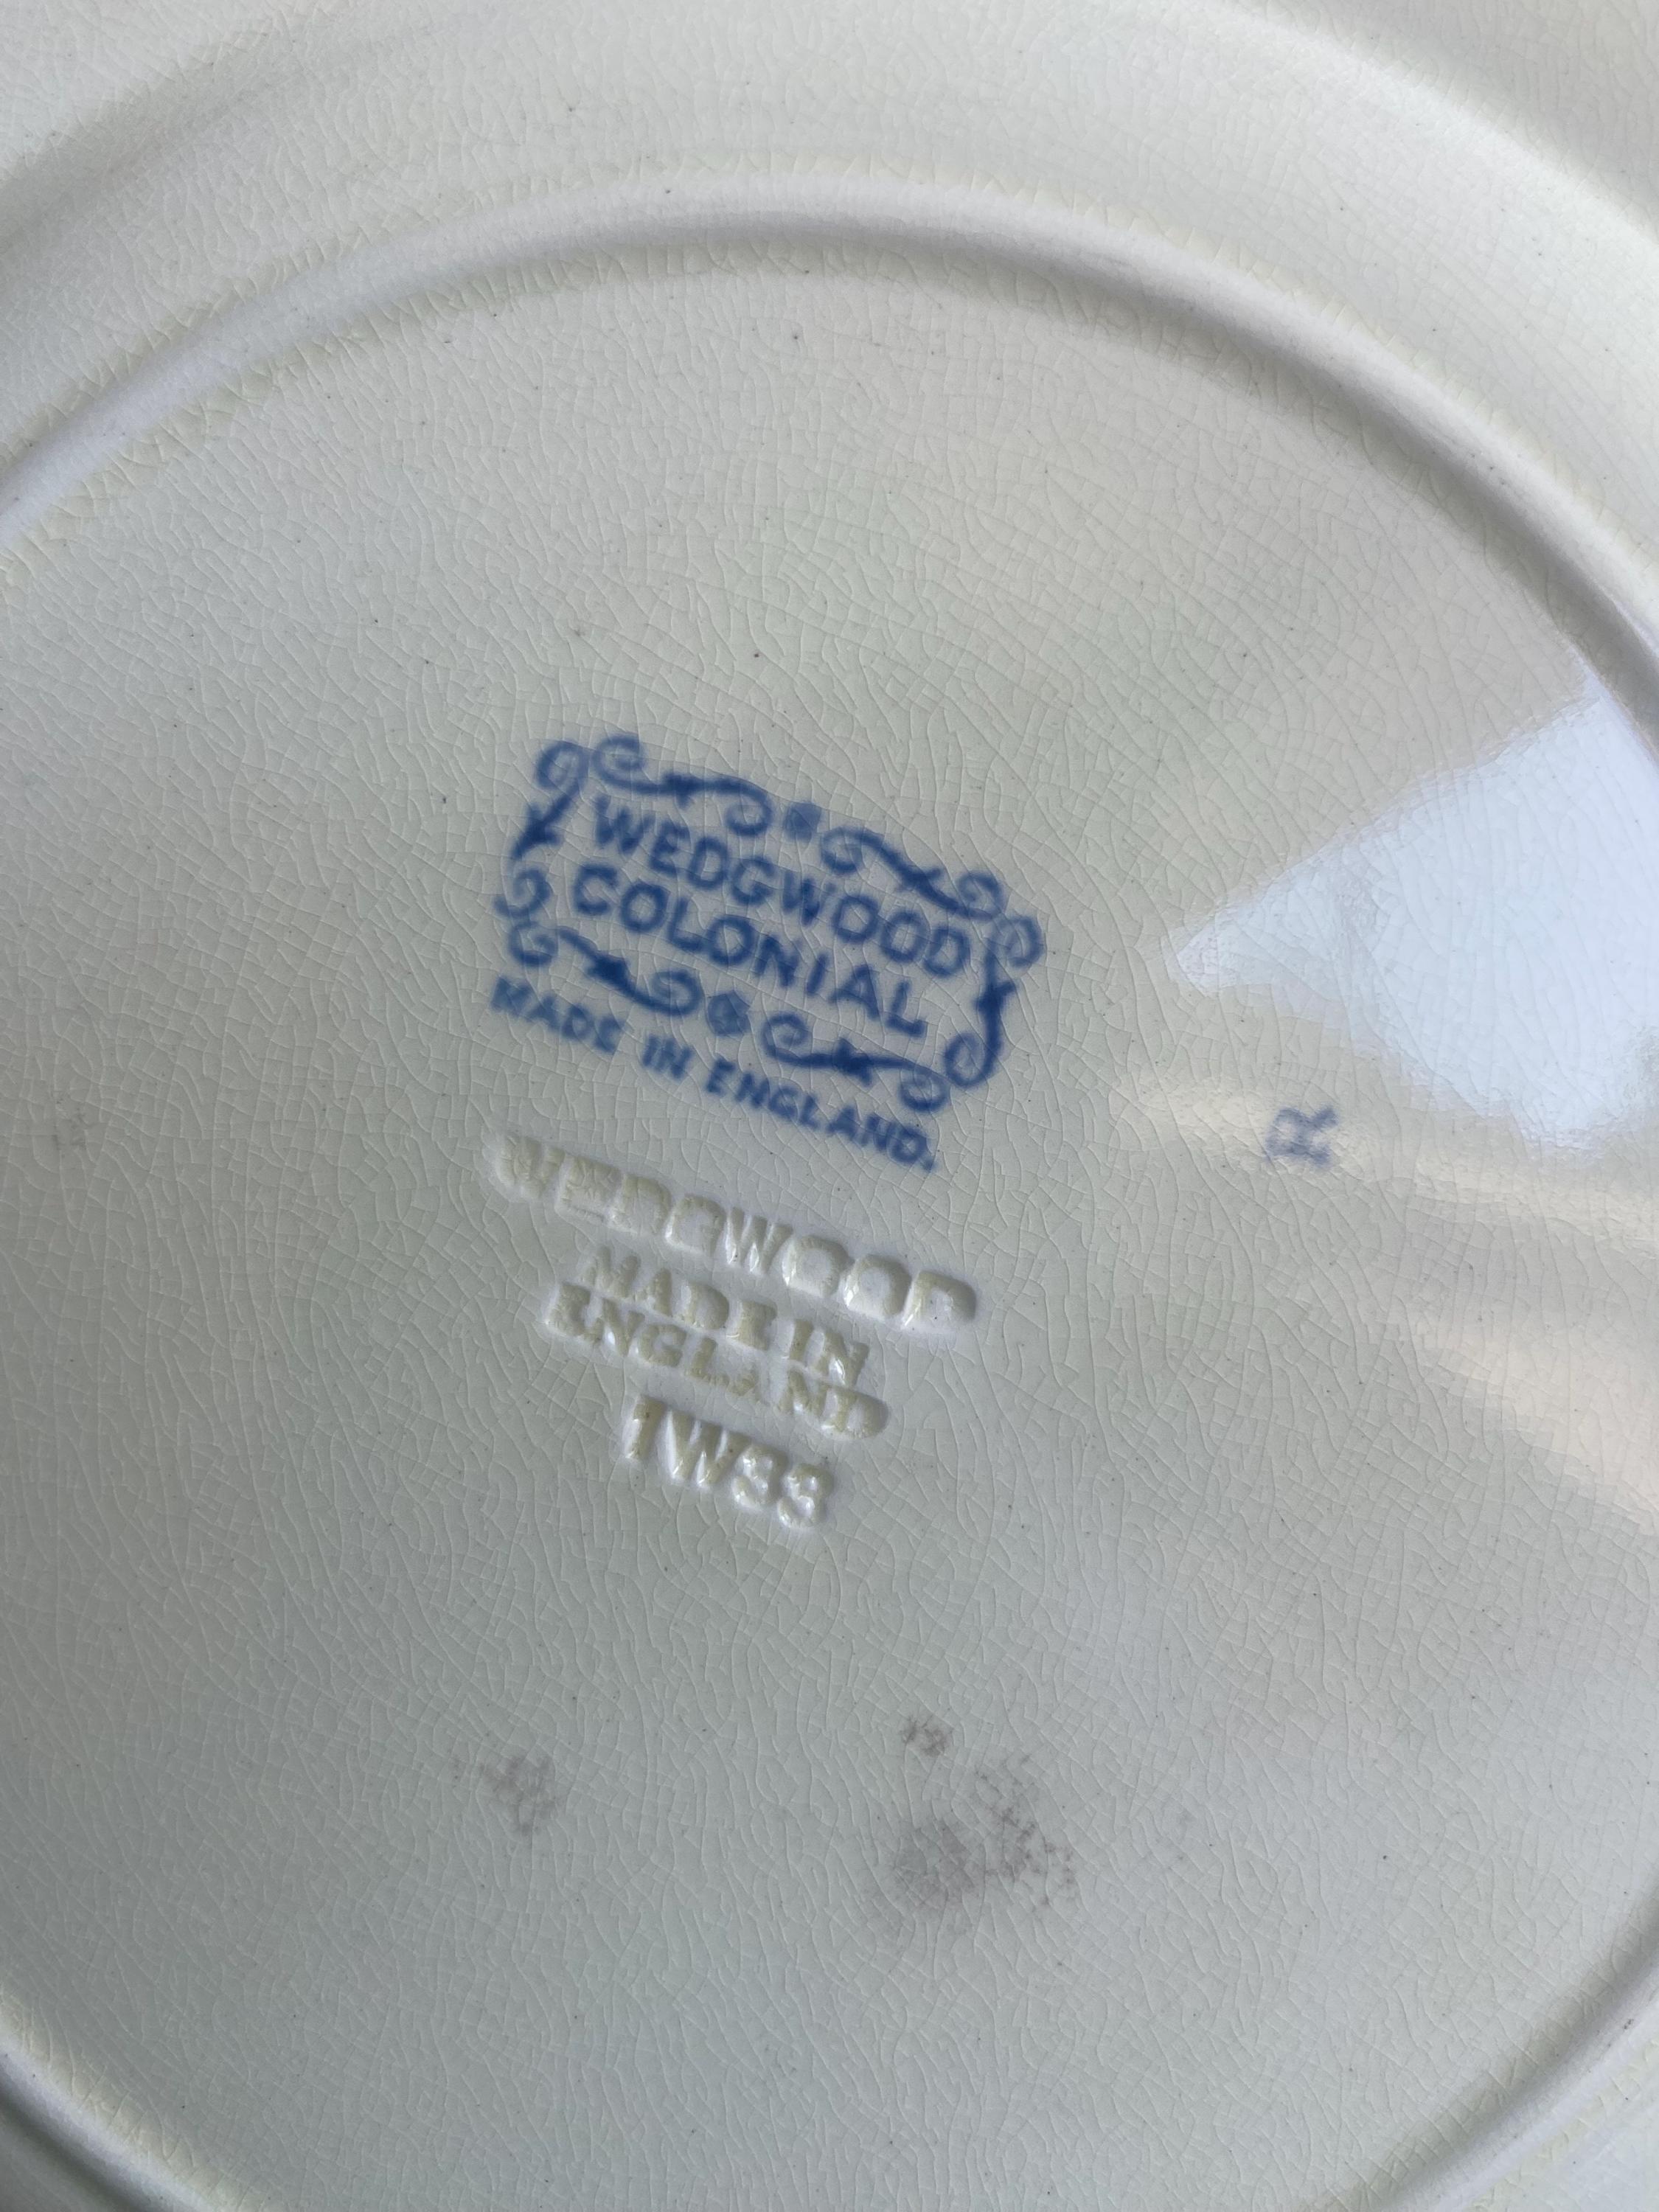 WEDGWOOD
COLONIAL
MADE IN ENGLAND.
R
WEDGWOOD
MADE IN
ENGLAND
1W33